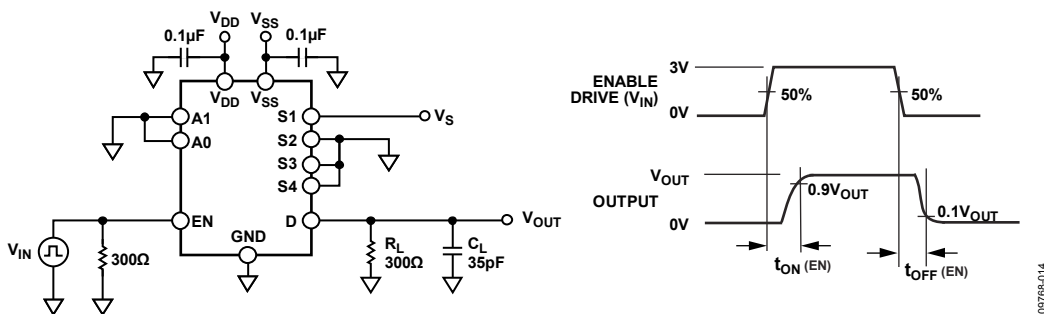 VDD
VSS
0.1µF
0.1µF
VDD
VSS
A1
A0
S1
VS
S2
S3
S4
EN
D
VOUT
GND
VIN
300Ω
RL
300Ω
CL
35pF
3V
ENABLE
DRIVE (VIN)
50%
50%
0V
VOUT
0.9VOUT
OUTPUT
0.1VOUT
0V
tON (EN)
tOFF (EN)
09768-014